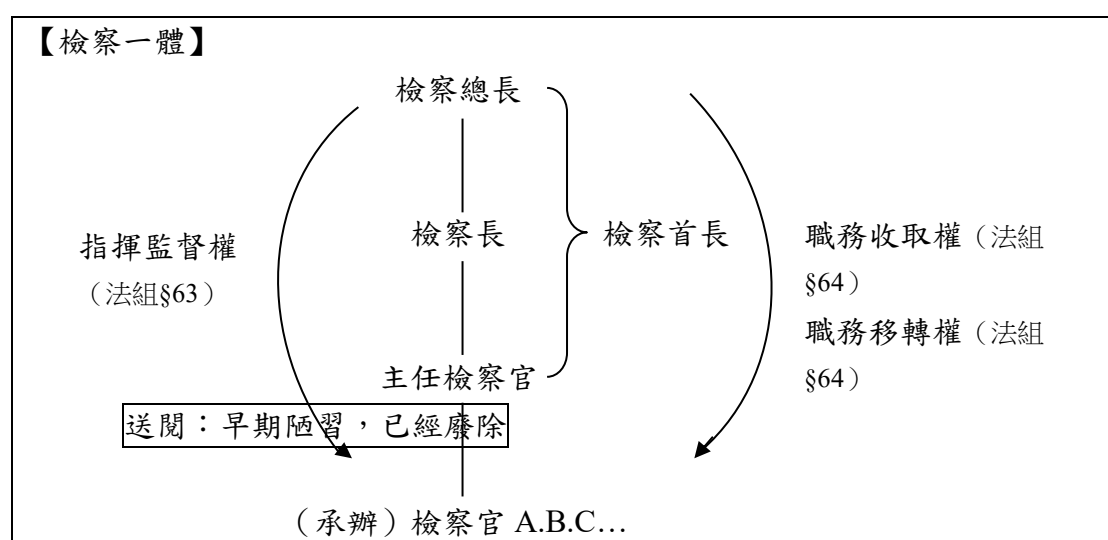 【檢察一體】
檢察總長
指揮監督權
（法組§63）
檢察長
檢察首長
職務收取權（法組
§64）
職務移轉權（法組
§64）
主任檢察官
送閱：早期陋習，已經廢除
（承辦）檢察官 A.B.C…